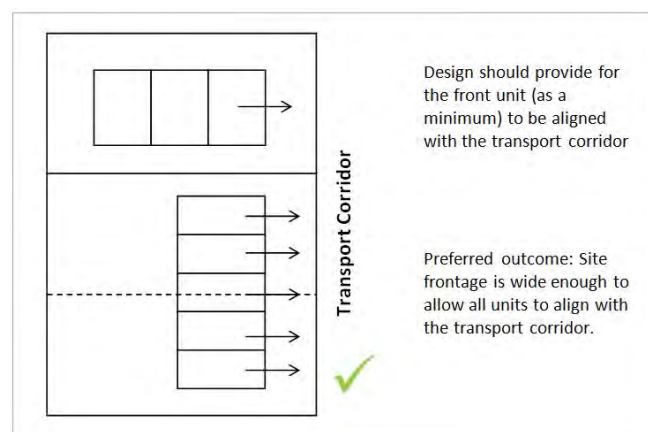 Design should provide for
the front unit (as a
minimum) to be aligned
with the transport corridor
Transport Corridor
Preferred outcome: Site
frontage is wide enough to
allow all units to align with
the transport corridor.